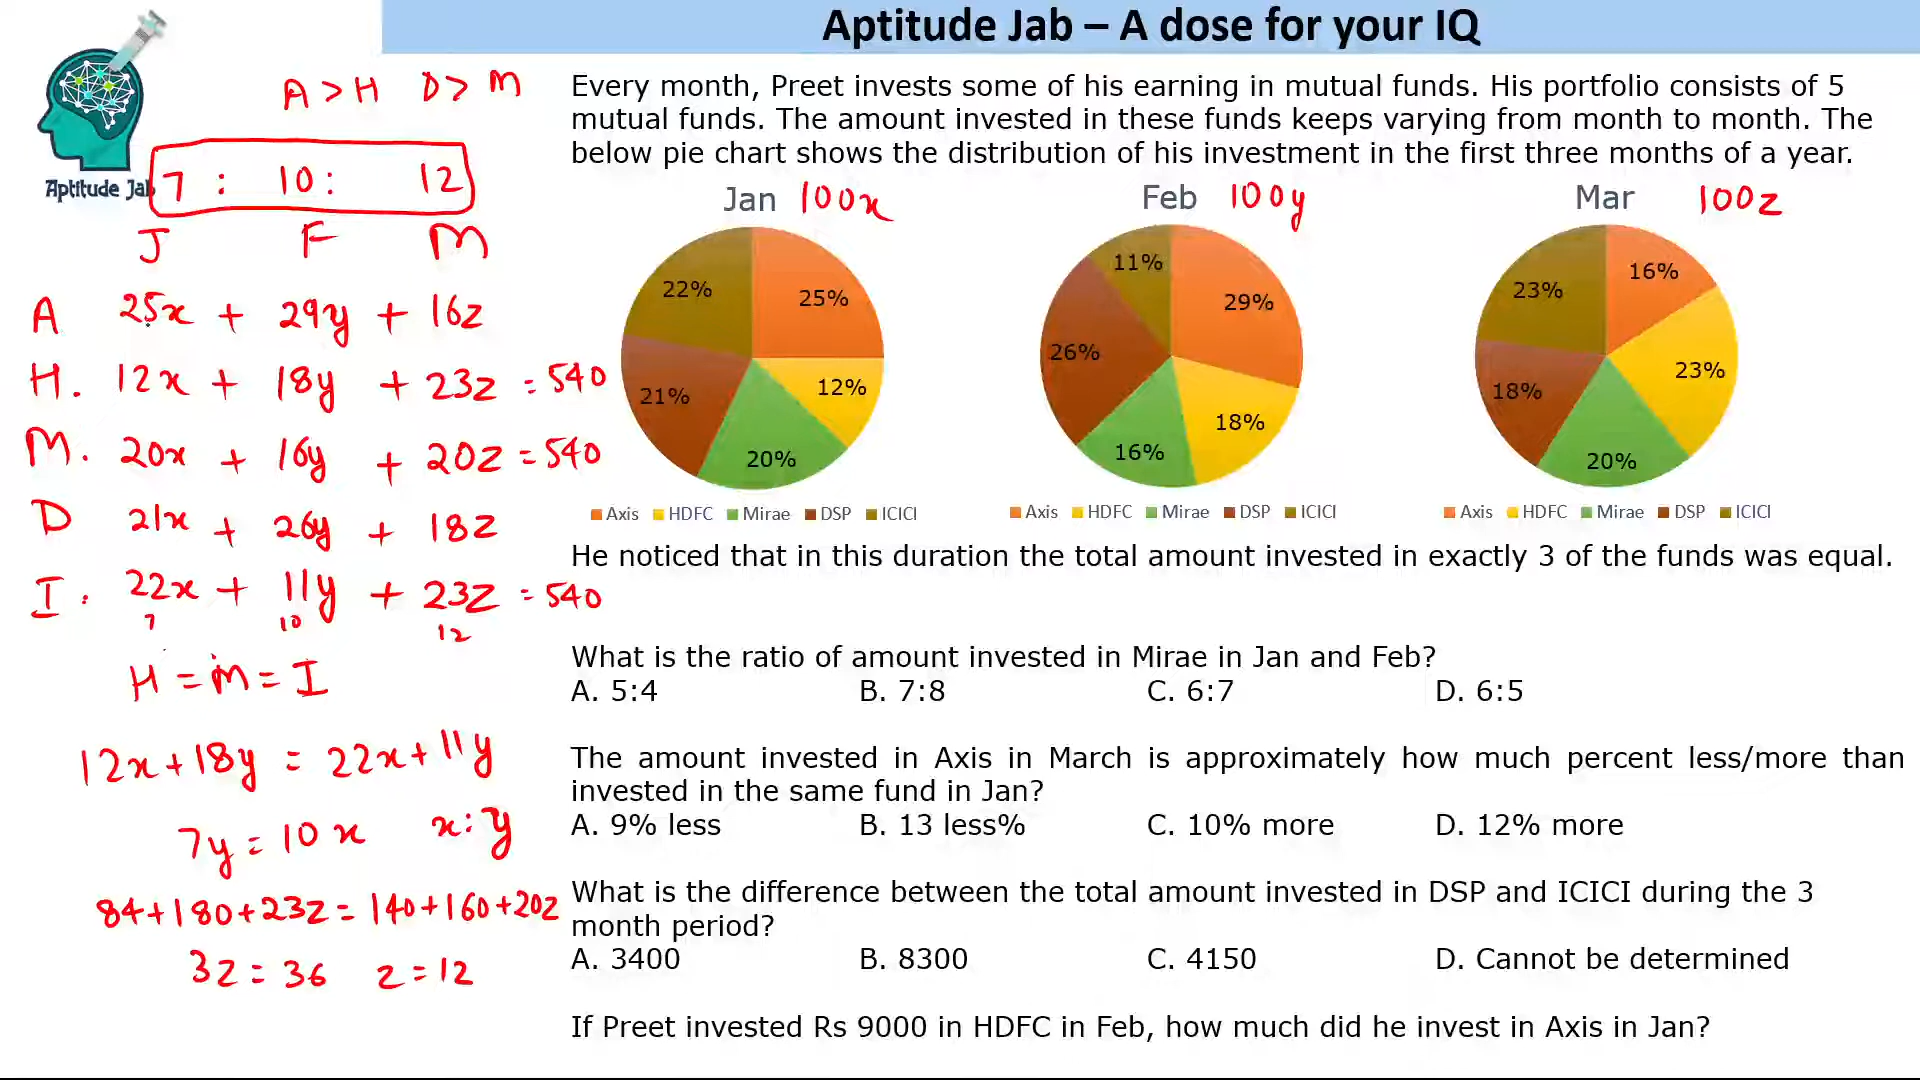 Aptitude Jab – A dose for your IQ
Aptitude Jab
A > H D > M
7 : 10 : 12
J F M
A 25x + 29y + 16z
H. 12x + 18y + 23z = 540
M. 20x + 16y + 20z = 540
D 21x + 26y + 18z
I : 22x + 11y + 23z = 540
7 10 12
H = M = I
12x + 18y = 22x + 11y
7y = 10x x : y
84 + 180 + 23z = 140 + 160 + 20z
3z = 36 z = 12
Every month, Preet invests some of his earning in mutual funds. His portfolio consists of 5
mutual funds. The amount invested in these funds keeps varying from month to month. The
below pie chart shows the distribution of his investment in the first three months of a year.
Jan 100x
25%
12%
20%
21%
22%
Axis HDFC Mirae DSP ICICI
Feb 100y
29%
18%
16%
26%
11%
Axis HDFC Mirae DSP ICICI
Mar 100z
16%
23%
20%
18%
23%
Axis HDFC Mirae DSP ICICI
He noticed that in this duration the total amount invested in exactly 3 of the funds was equal.
What is the ratio of amount invested in Mirae in Jan and Feb?
A. 5:4 B. 7:8 C. 6:7 D. 6:5
The amount invested in Axis in March is approximately how much percent less/more than
invested in the same fund in Jan?
A. 9% less B. 13 less% C. 10% more D. 12% more
What is the difference between the total amount invested in DSP and ICICI during the 3
month period?
A. 3400 B. 8300 C. 4150 D. Cannot be determined
If Preet invested Rs 9000 in HDFC in Feb, how much did he invest in Axis in Jan?